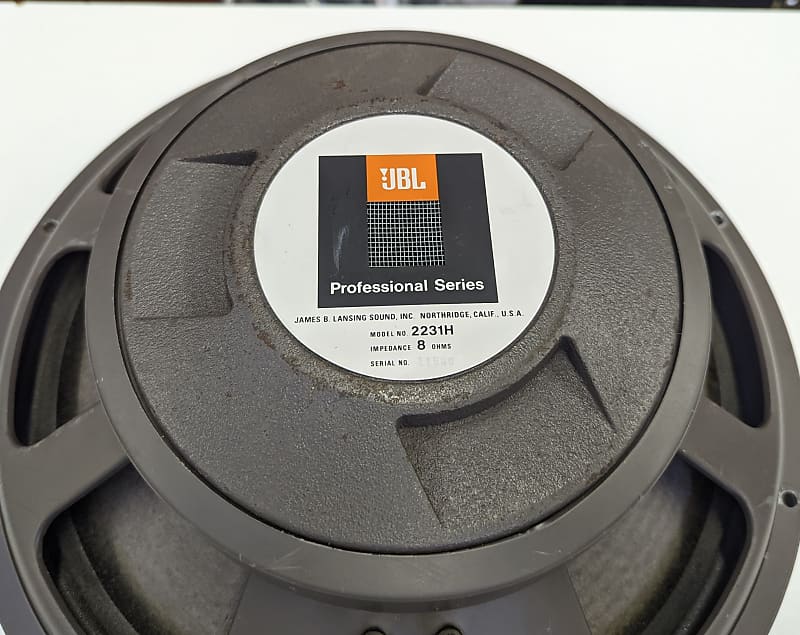 JBL
Professional Series
JAMES B. LANSING SOUND, INC. NORTHRIDGE, CALIF., U.S.A.
MODEL NO. 2231H
IMPEDANCE 8 OHMS
SERIAL NO.